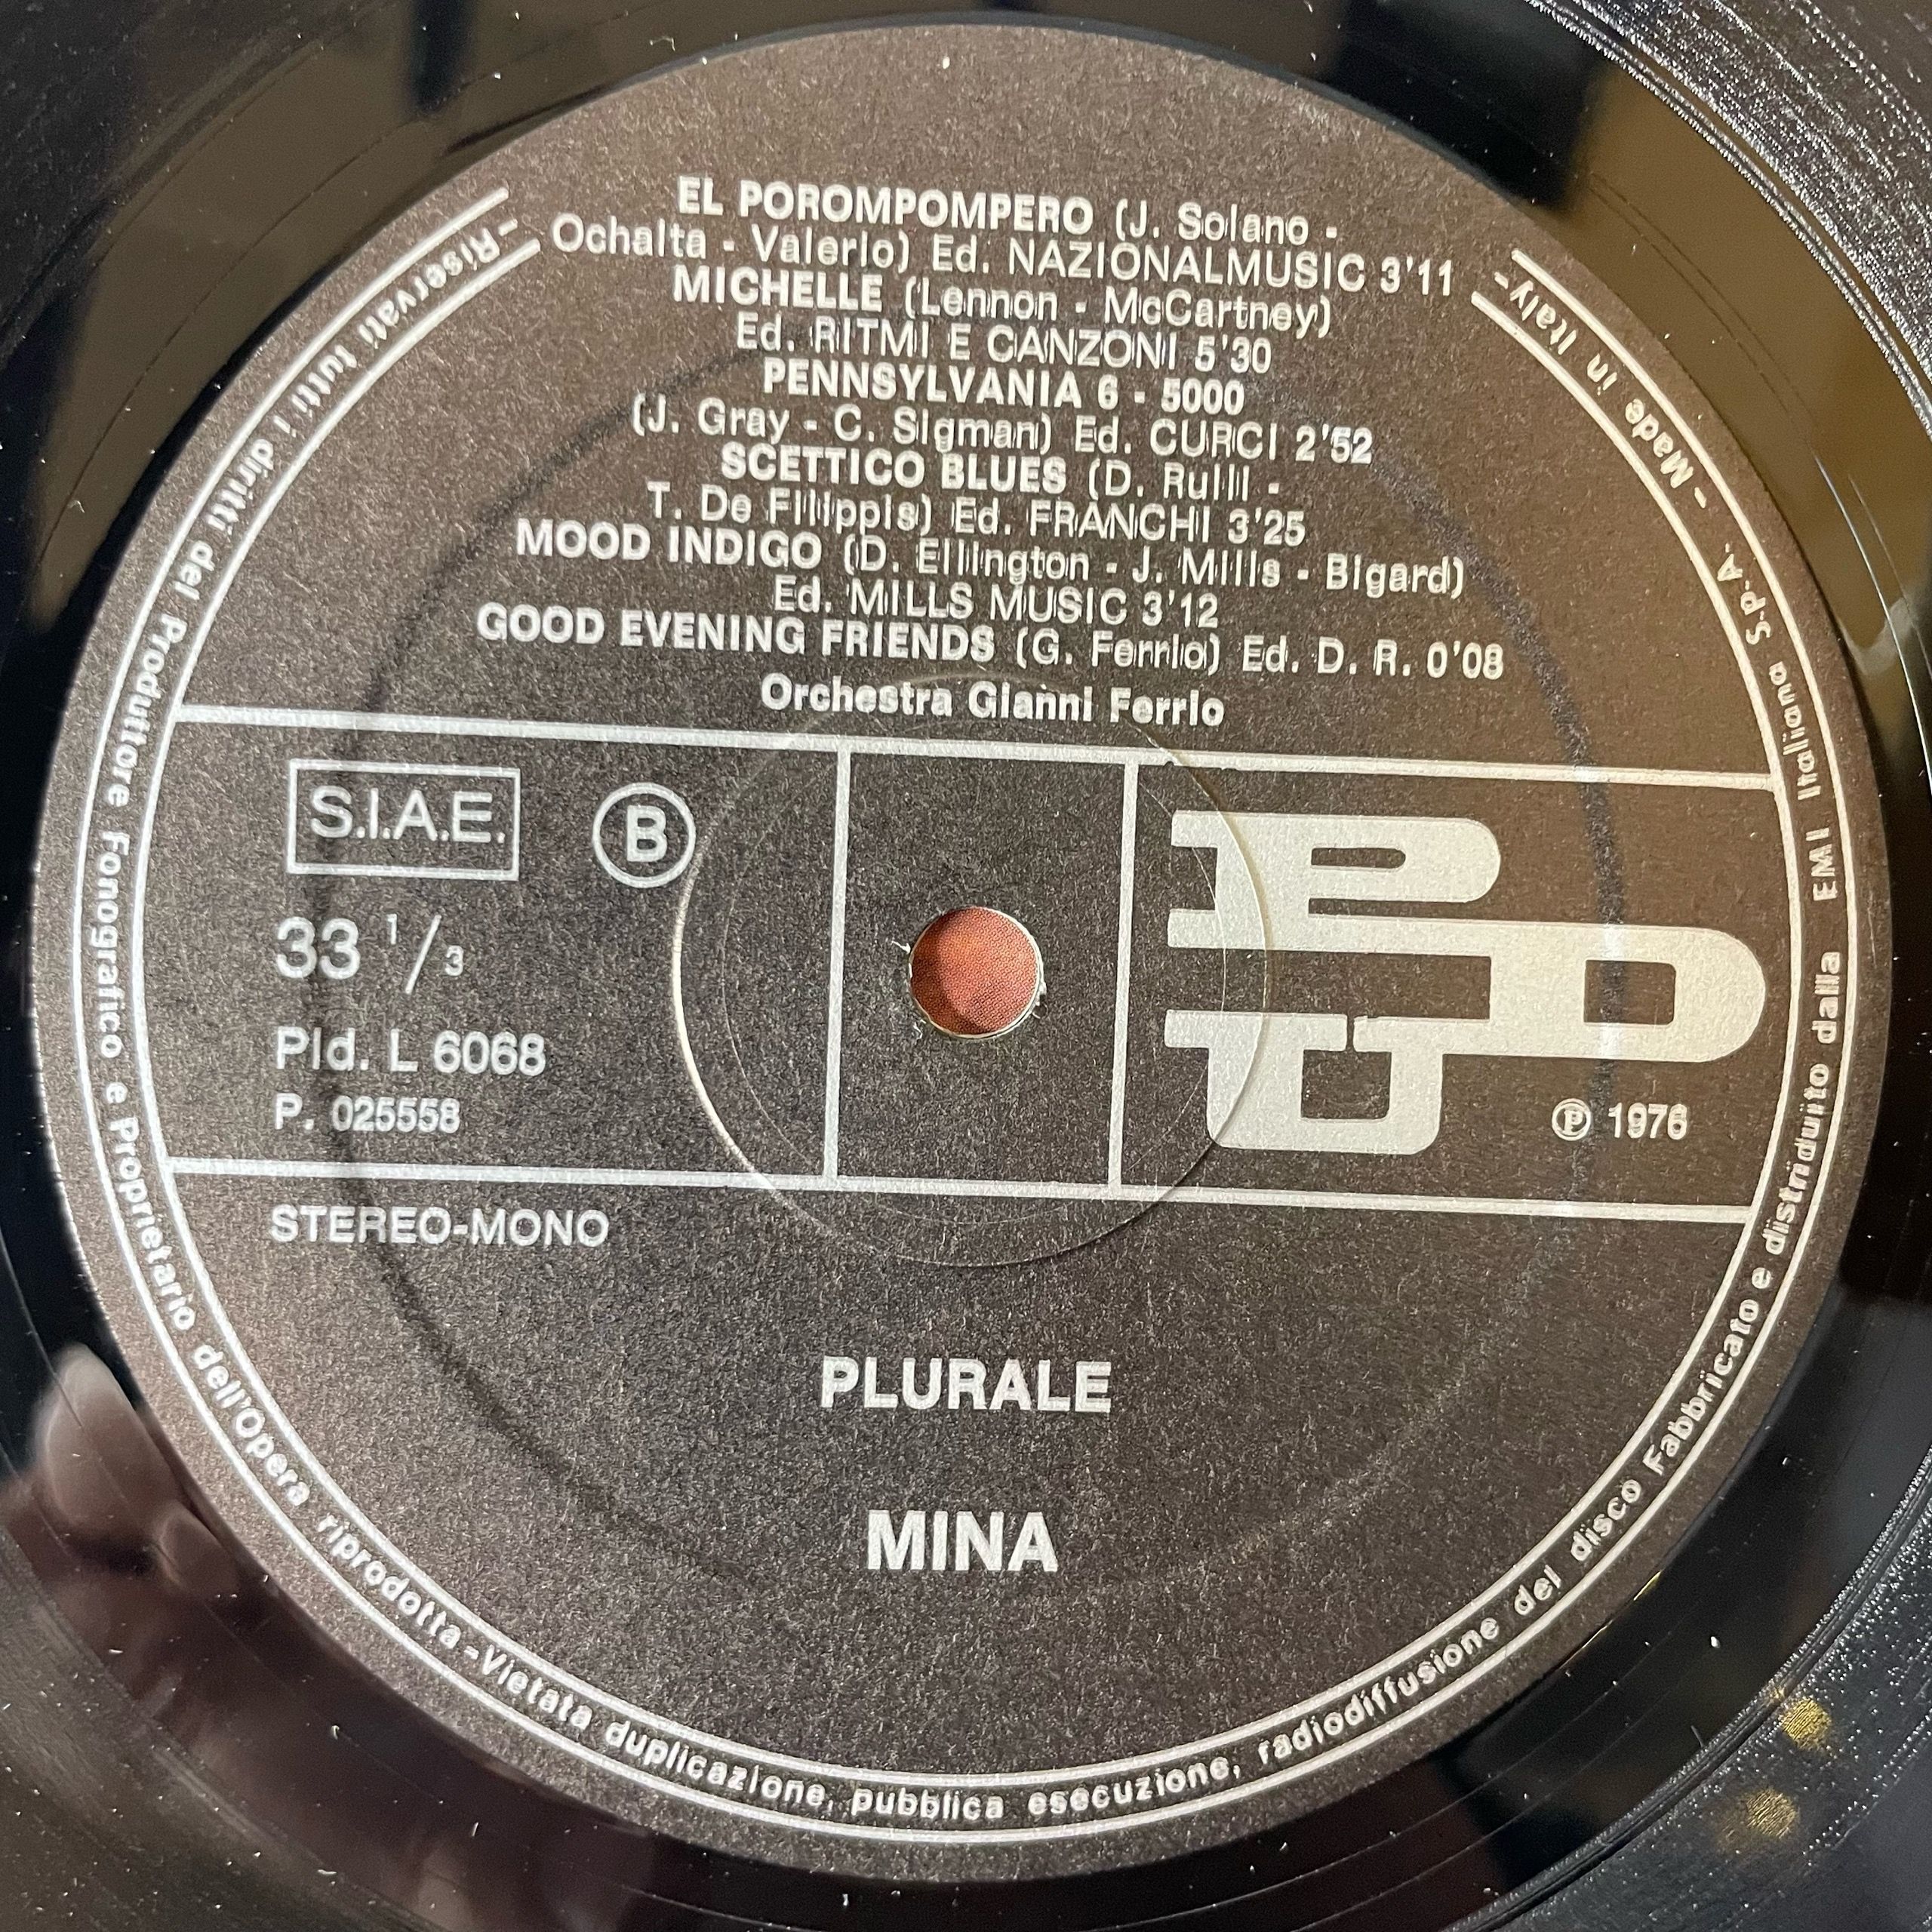 EL POROMPOMPERO (J. Solano -
Ochaita - Valerio) Ed. NAZIONALMUSIC 3'11
MICHELLE (Lennon - McCartney)
Ed. RITMI E CANZONI 5'30
PENNSYLVANIA 6 - 5000
(J. Gray - C. Sigman) Ed. CURCI 2'52
SCETTICO BLUES (D. Rulli -
T. De Filippis) Ed. FRANCHI 3'25
MOOD INDIGO (D. Ellington - J. Mills - Bigard)
Ed. MILLS MUSIC 3'12
GOOD EVENING FRIENDS (G. Ferrio) Ed. D. R. 0'08
Orchestra Gianni Ferrio
S.I.A.E.
B
33 1/3
Pld. L 6068
P. 025558
PDU
℗ 1976
STEREO-MONO
PLURALE
MINA
-Riservati tutti i diritti del Produttore Fonografico e Proprietario dell'Opera riprodotta-Vietata duplicazione, pubblica esecuzione, radiodiffusione del disco Fabbricato e distribuito dalla EMI Italiana S.p.A. - Made in Italy-